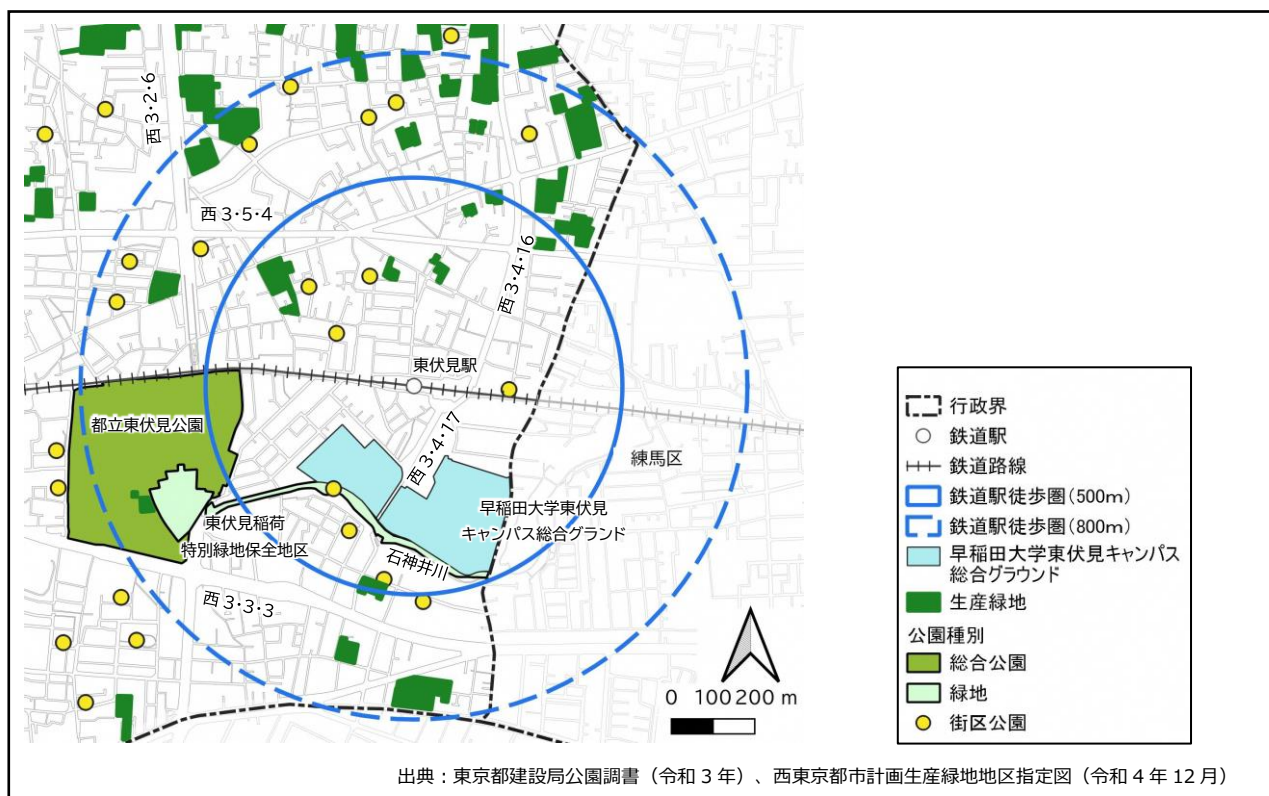 西3・2・6
西3・5・4
西3・4・16
東伏見駅
都立東伏見公園
西3・4・17
練馬区
早稲田大学東伏見
キャンパス総合グランド
東伏見稲荷
特別緑地保全地区
石神井川
西3・3・3
0 100 200 m
行政界
鉄道駅
鉄道路線
鉄道駅徒歩圏(500m)
鉄道駅徒歩圏(800m)
早稲田大学東伏見キャンパス
総合グラウンド
生産緑地
公園種別
総合公園
緑地
街区公園
出典:東京都建設局公園調書(令和3年)、西東京都市計画生産緑地地区指定図(令和4年12月)